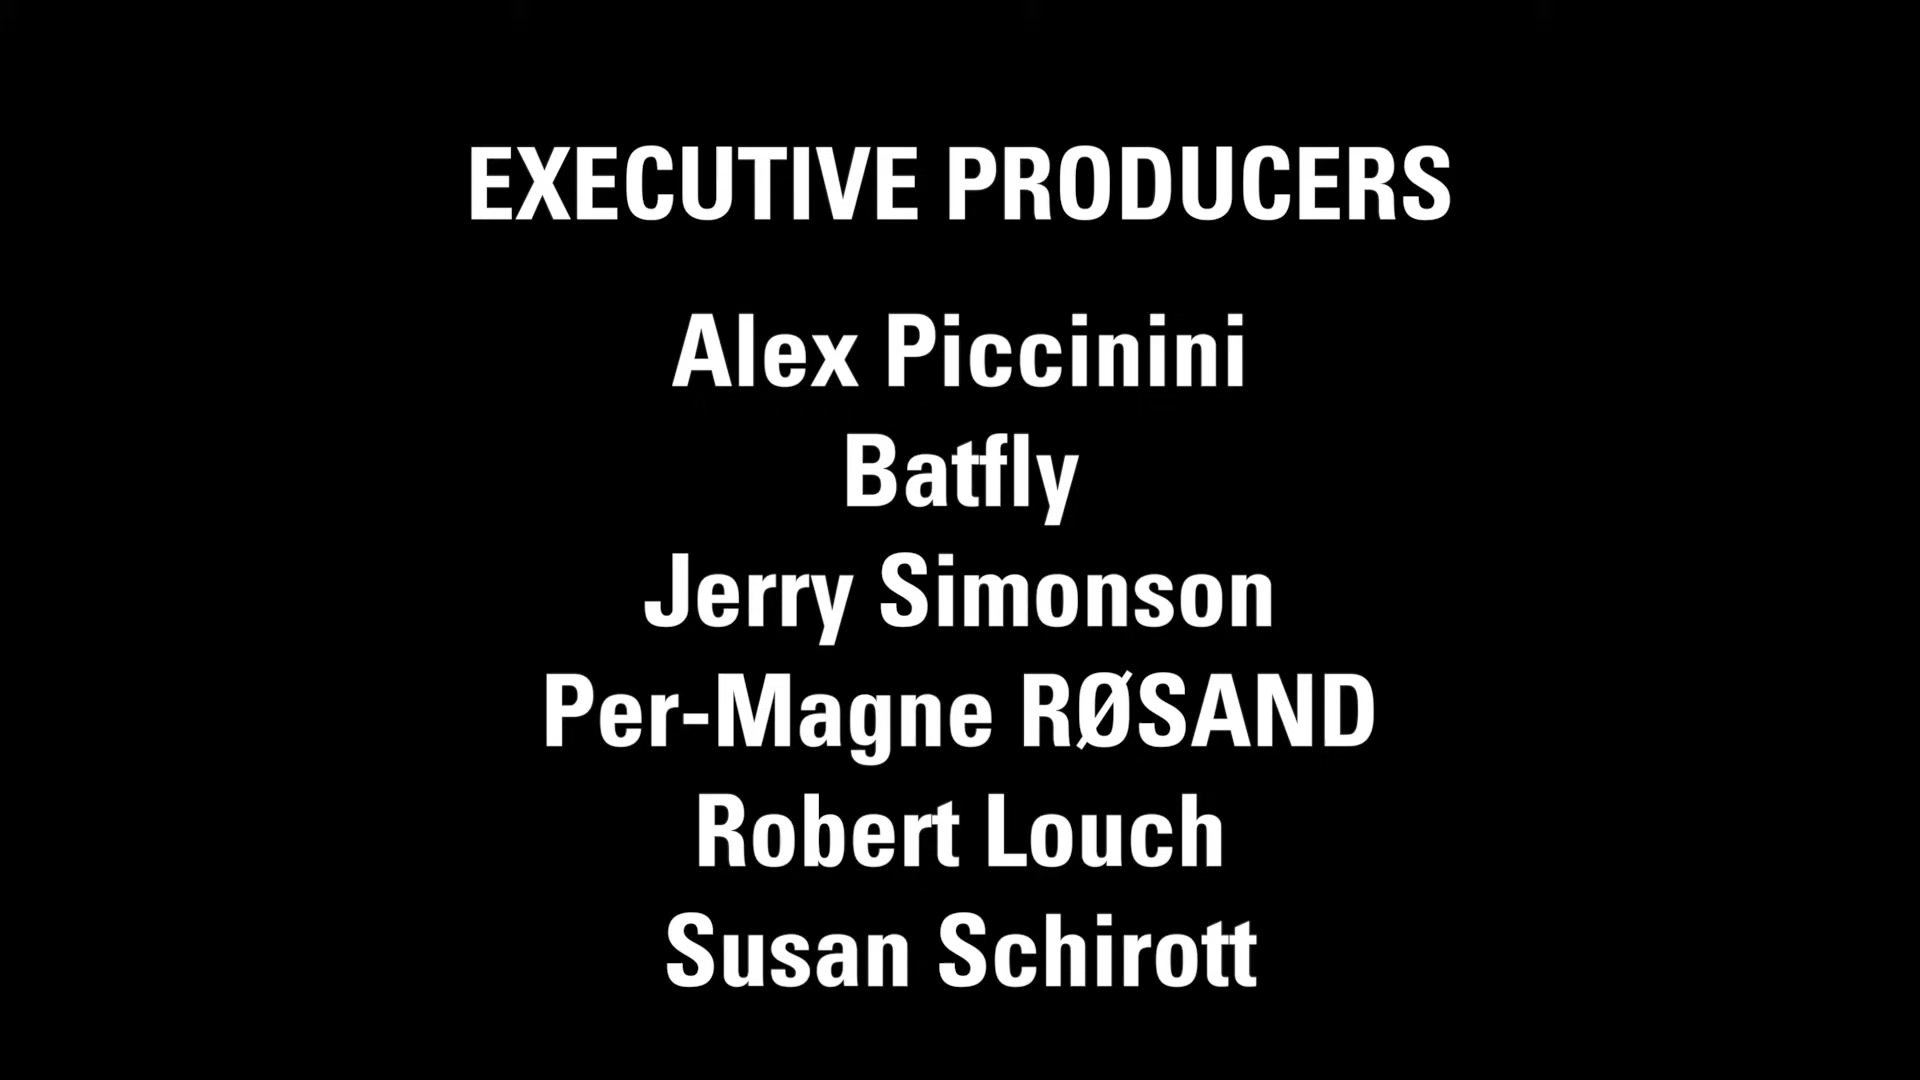 EXECUTIVE PRODUCERS
Alex Piccinini
Batfly
Jerry Simonson
Per-Magne RØSAND
Robert Louch
Susan Schirott